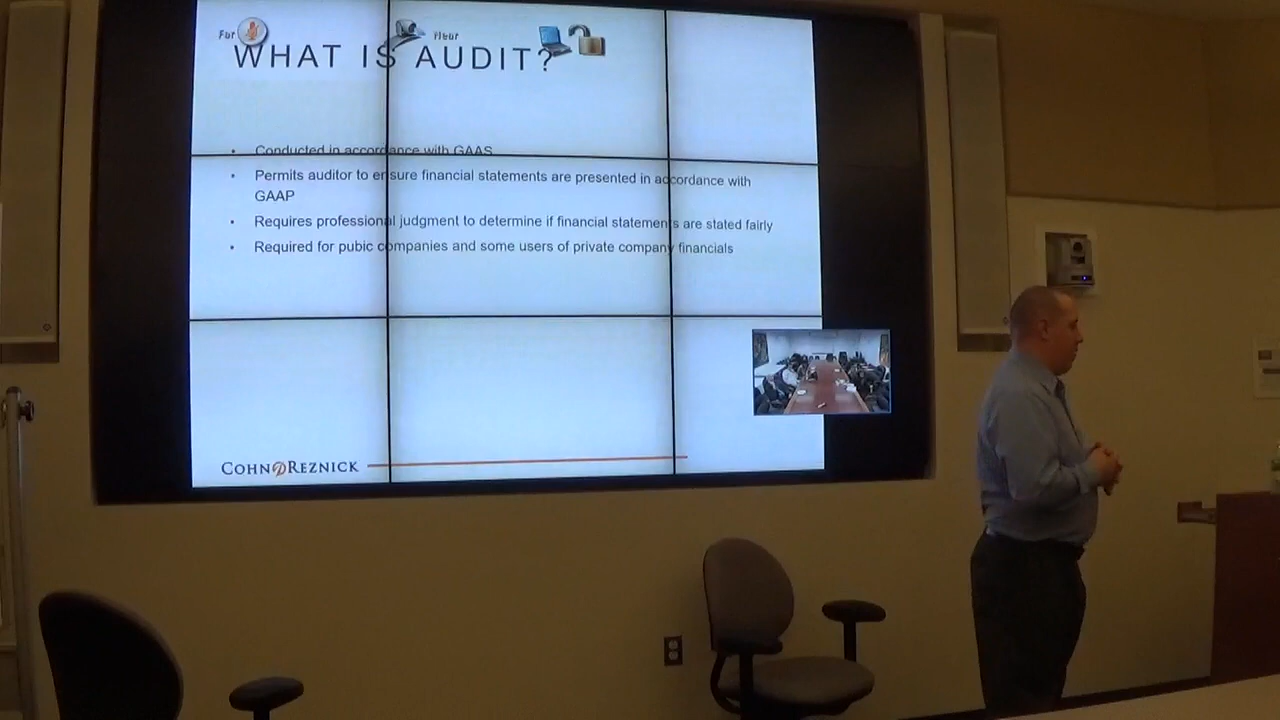 Far
Near
WHAT IS AUDIT?
• Conducted in accordance with GAAS
• Permits auditor to ensure financial statements are presented in accordance with
GAAP
• Requires professional judgment to determine if financial statements are stated fairly
• Required for pubic companies and some users of private company financials
COHNREZNICK